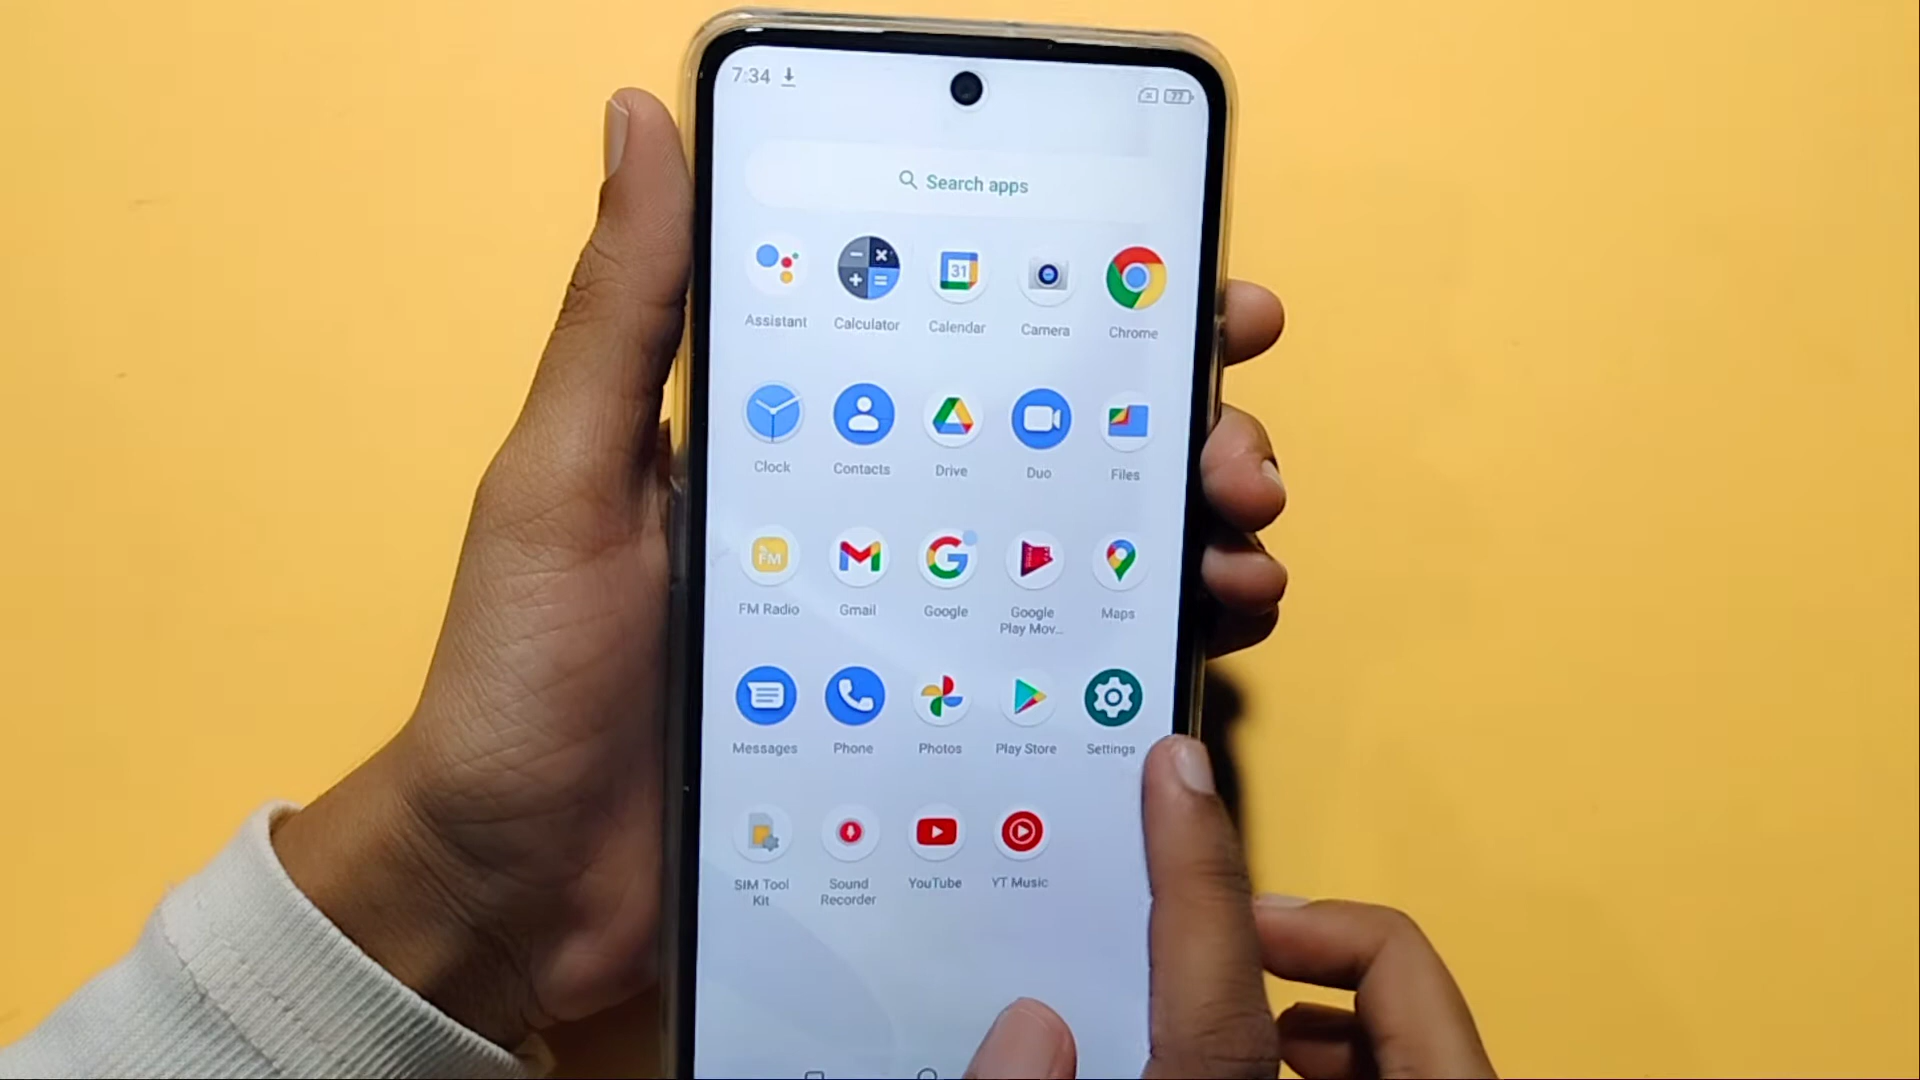 7:34
77
Search apps
31
Assistant
Calculator
Calendar
Camera
Chrome
Clock
Contacts
Drive
Duo
Files
FM
FM Radio
Gmail
Google
Google
Play Mov...
Maps
Messages
Phone
Photos
Play Store
Settings
SIM Tool
Kit
Sound
Recorder
YouTube
YT Music